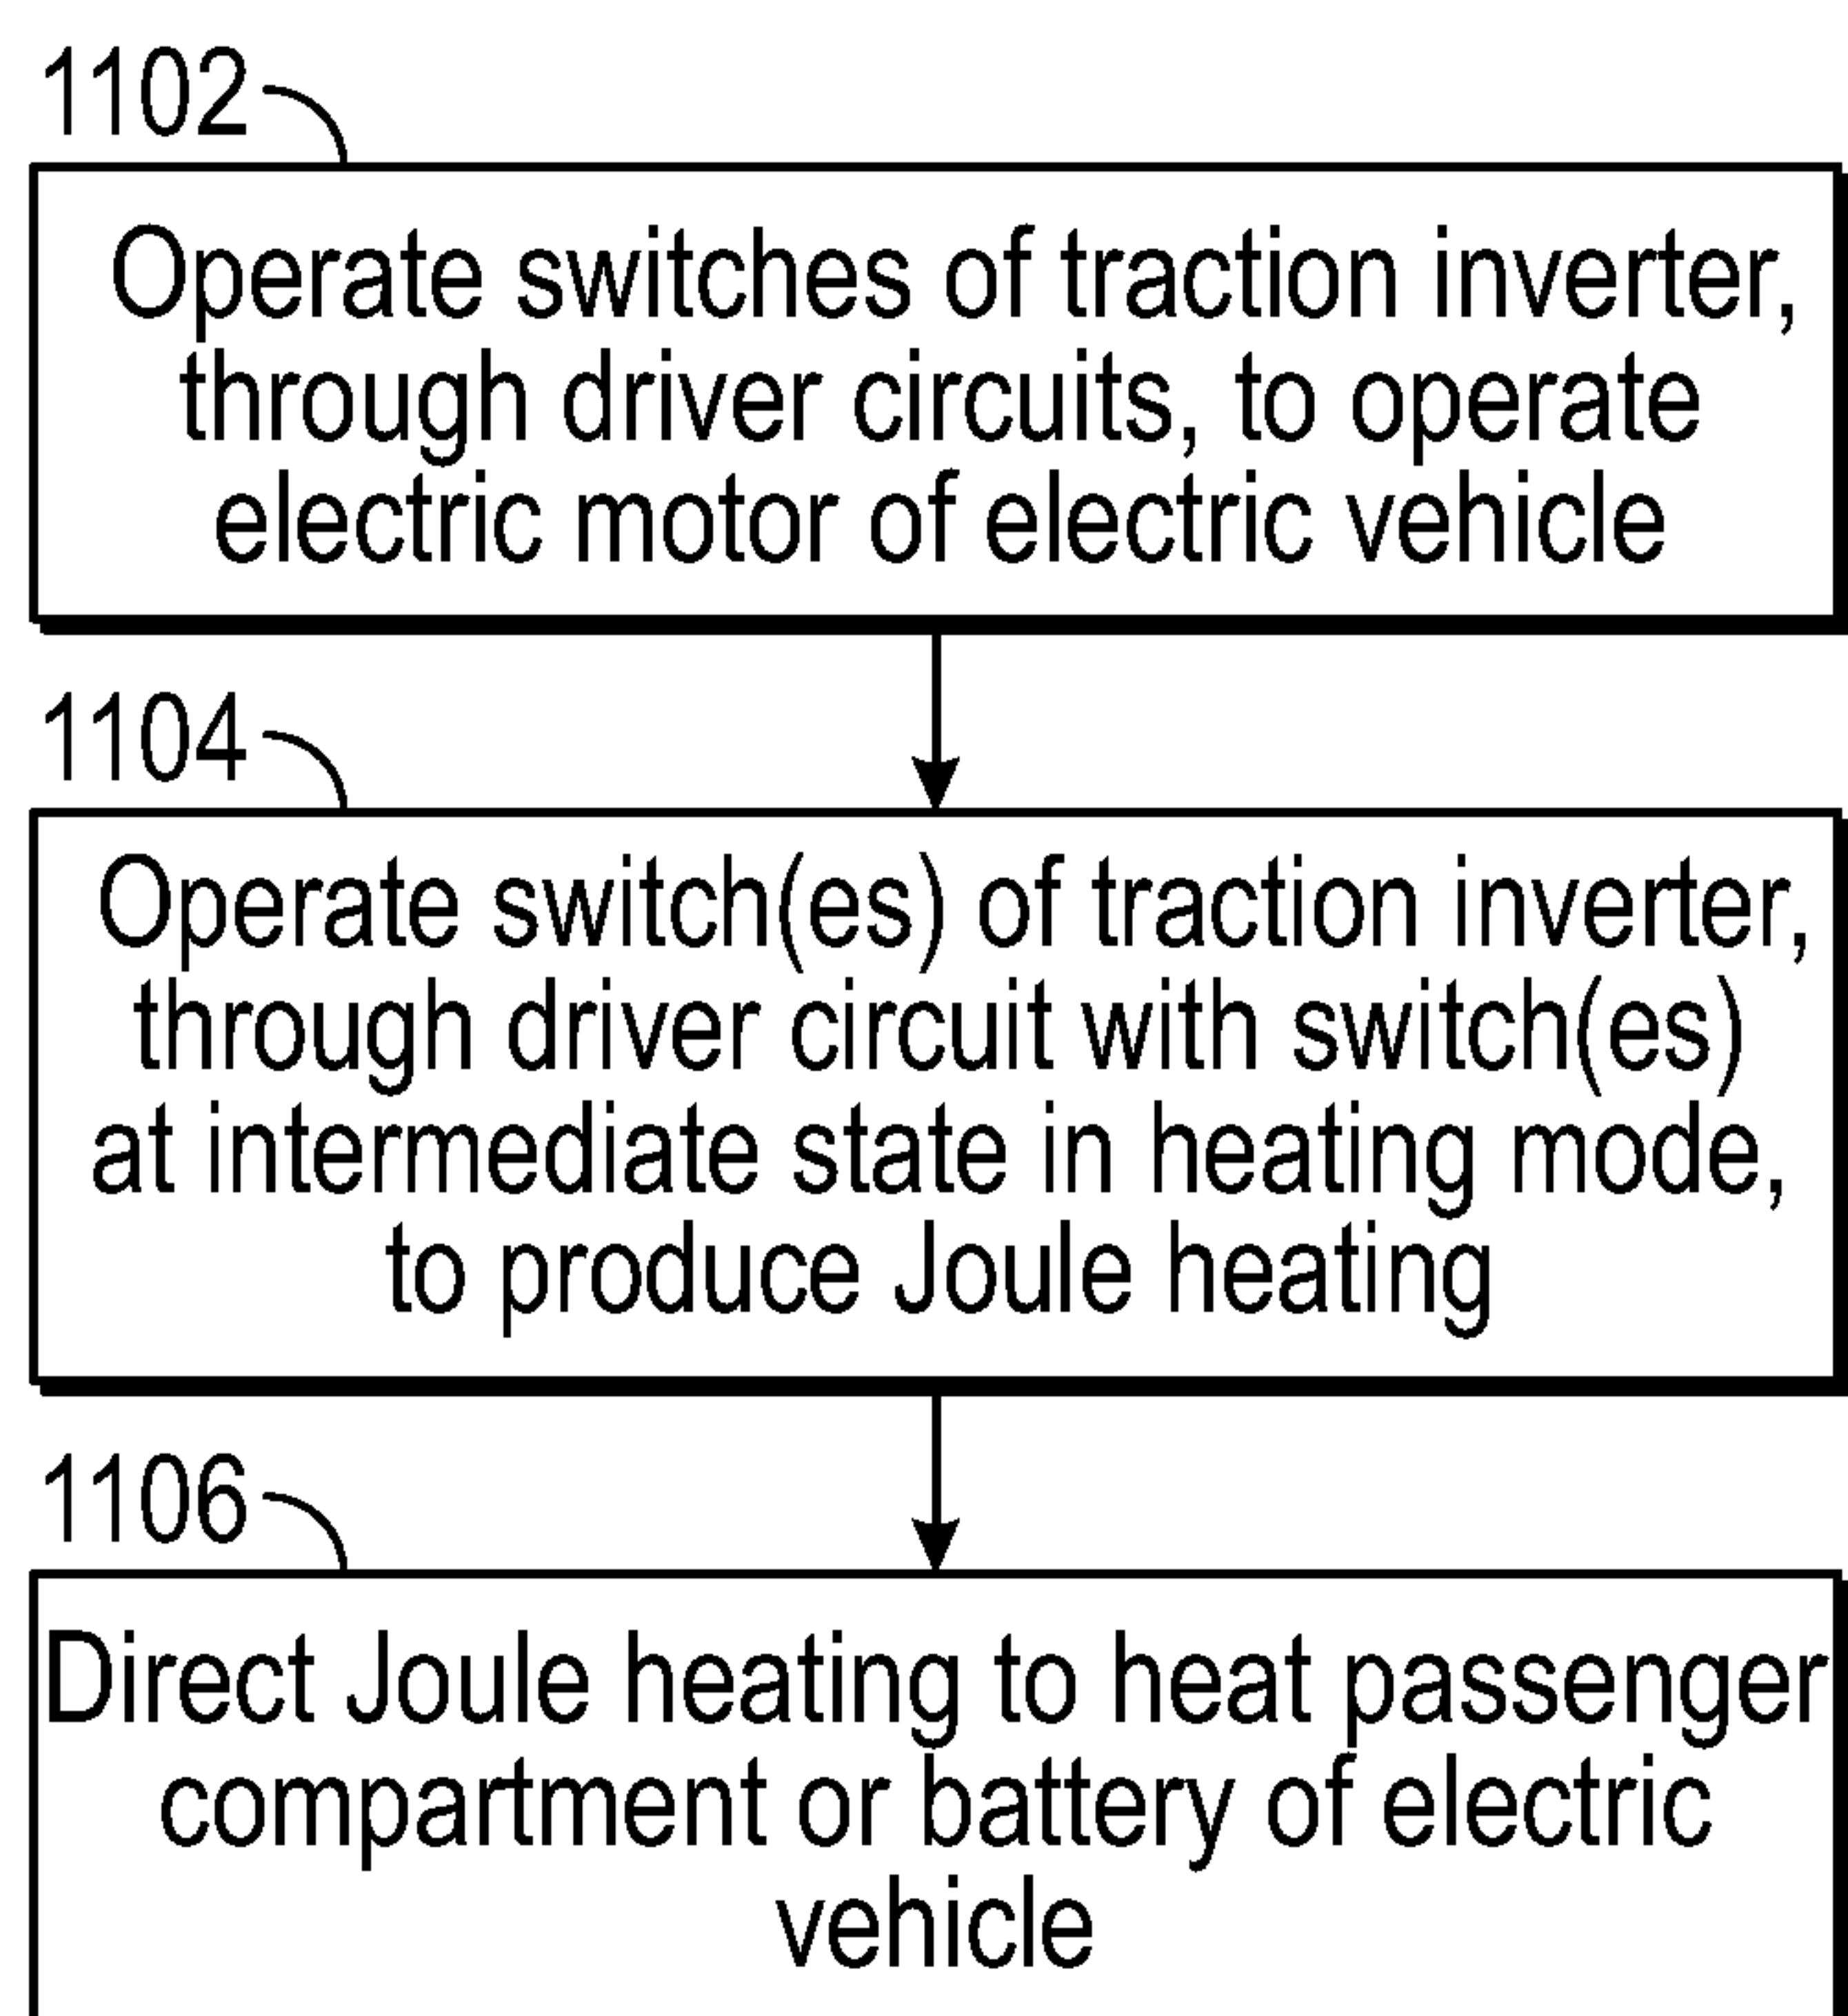 1102
Operate switches of traction inverter,
through driver circuits, to operate
electric motor of electric vehicle
1104
Operate switch(es) of traction inverter,
through driver circuit with switch(es)
at intermediate state in heating mode,
to produce Joule heating
1106
Direct Joule heating to heat passenger
compartment or battery of electric
vehicle